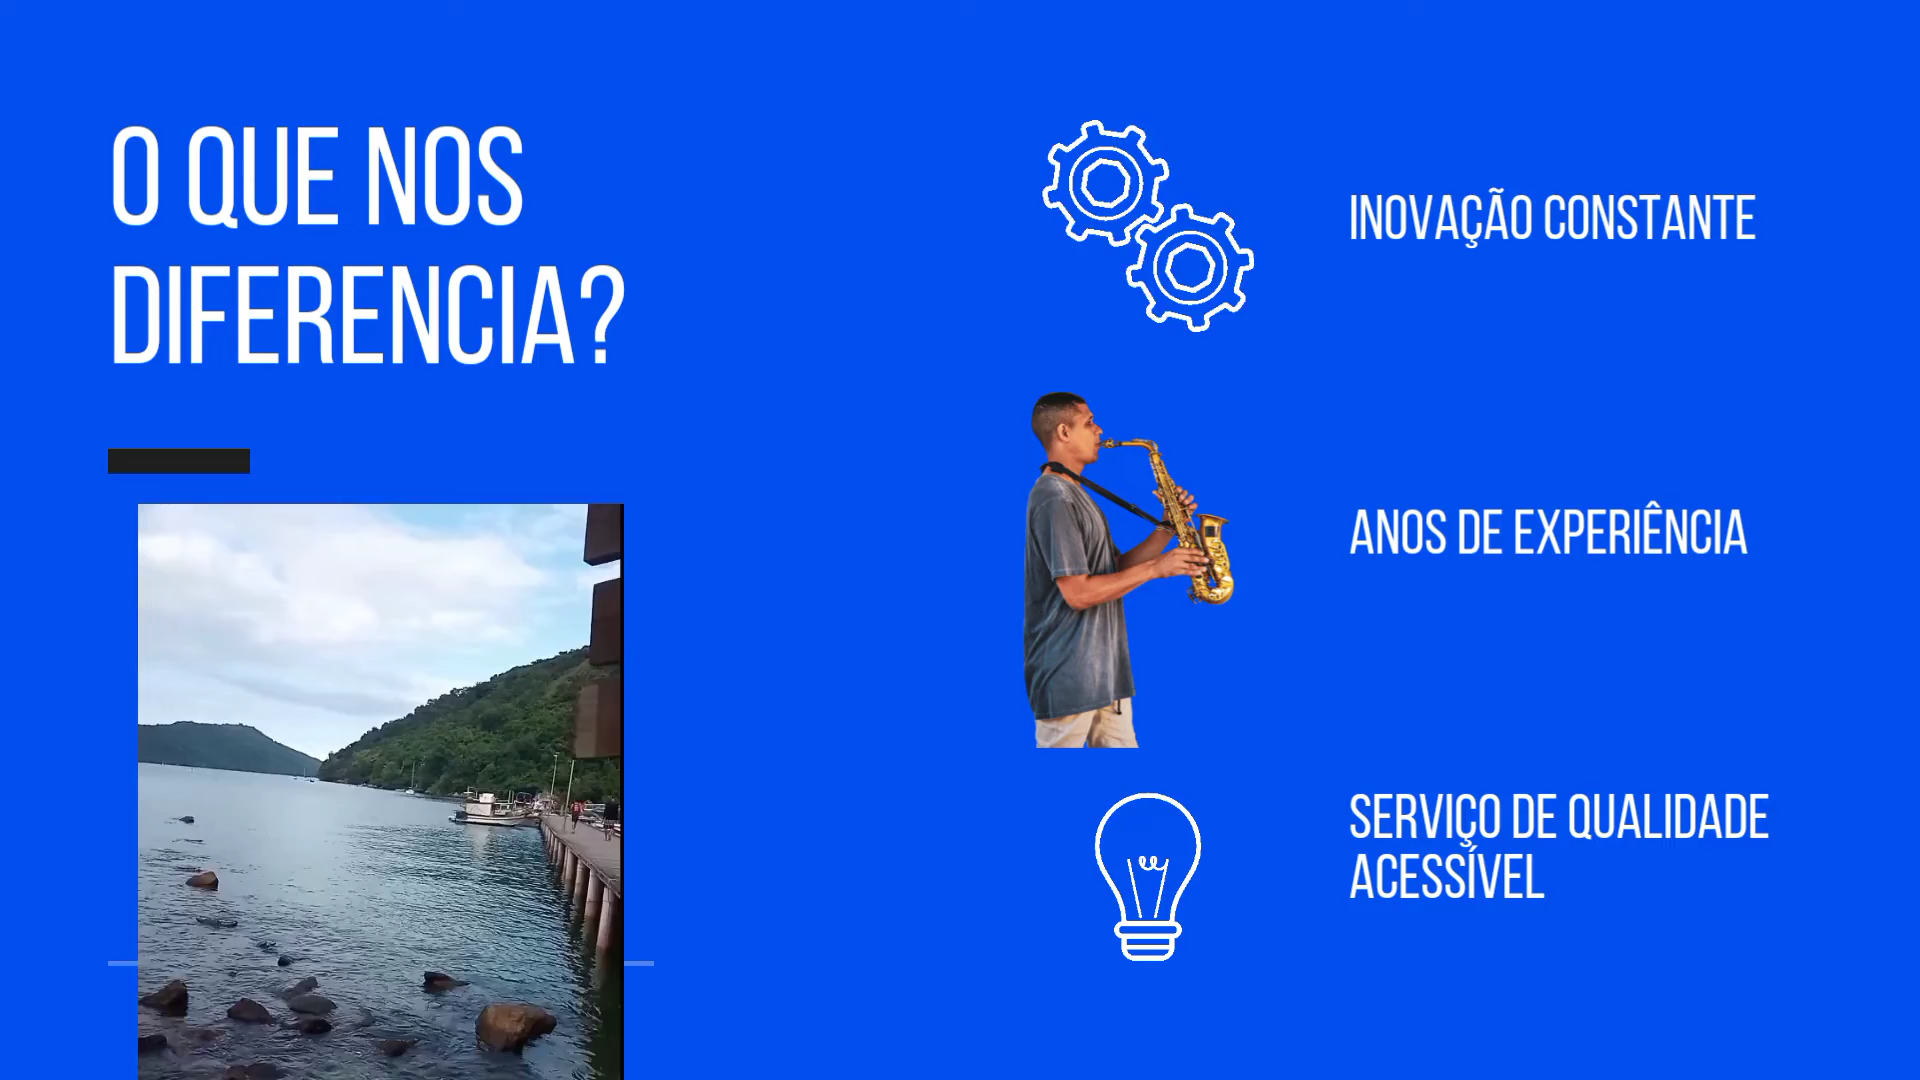 O QUE NOS
DIFERENCIA?
INOVAÇÃO CONSTANTE
ANOS DE EXPERIÊNCIA
SERVIÇO DE QUALIDADE
ACESSÍVEL